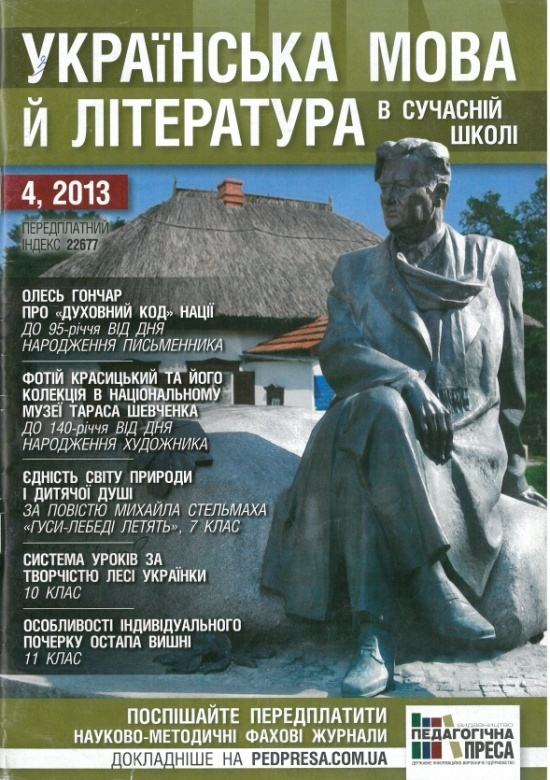 УКРАЇНСЬКА МОВА
Й ЛІТЕРАТУРА
В СУЧАСНІЙ
ШКОЛІ
4, 2013
ПЕРЕДПЛАТНИЙ
ІНДЕКС 22677
ОЛЕСЬ ГОНЧАР
ПРО «ДУХОВНИЙ КОД» НАЦІЇ
ДО 95-річчя ВІД ДНЯ
НАРОДЖЕННЯ ПИСЬМЕННИКА
ФОТІЙ КРАСИЦЬКИЙ ТА ЙОГО
КОЛЕКЦІЯ В НАЦІОНАЛЬНОМУ
МУЗЕЇ ТАРАСА ШЕВЧЕНКА
ДО 140-річчя ВІД ДНЯ
НАРОДЖЕННЯ ХУДОЖНИКА
ЄДНІСТЬ СВІТУ ПРИРОДИ
І ДИТЯЧОЇ ДУШІ
ЗА ПОВІСТЮ МИХАЙЛА СТЕЛЬМАХА
«ГУСИ-ЛЕБЕДІ ЛЕТЯТЬ», 7 КЛАС
СИСТЕМА УРОКІВ ЗА
ТВОРЧІСТЮ ЛЕСІ УКРАЇНКИ
10 КЛАС
ОСОБЛИВОСТІ ІНДИВІДУАЛЬНОГО
ПОЧЕРКУ ОСТАПА ВИШНІ
11 КЛАС
ПОСПІШАЙТЕ ПЕРЕДПЛАТИТИ
НАУКОВО-МЕТОДИЧНІ ФАХОВІ ЖУРНАЛИ
ДОКЛАДНІШЕ НА PEDPRESA.COM.UA
ВИДАВНИЦТВО
ПЕДАГОГІЧНА
ПРЕСА
ДЕРЖАВНЕ ІНФОРМАЦІЙНО-ВИРОБНИЧЕ ПІДПРИЄМСТВО